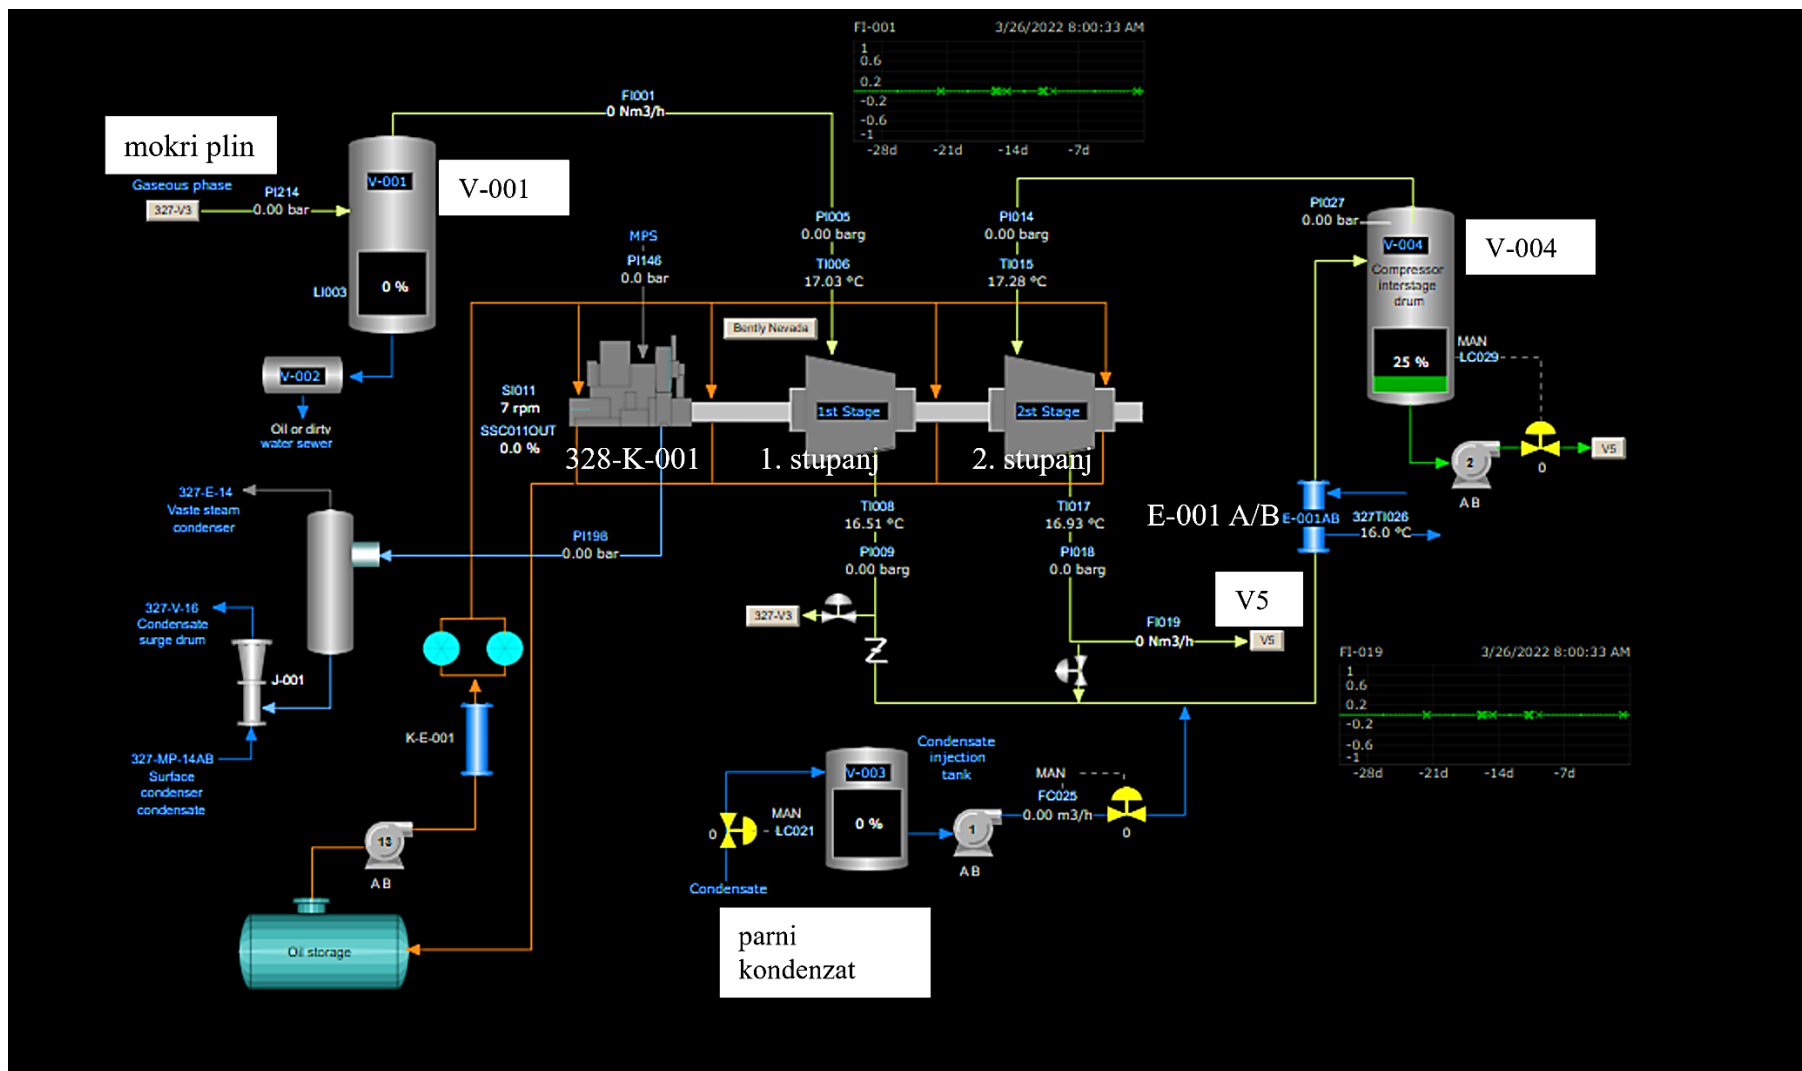 FI-001 3/26/2022 8:00:33 AM
1
0.6
0.2
-0.2
-0.6
-1
-28d -21d -14d -7d
FI001
0 Nm3/h
mokri plin
Gaseous phase
327-V3
PI214
0.00 bar
V-001
V-001
LI003
0 %
V-002
Oil or dirty
water sewer
MPS
PI146
0.0 bar
PI005
0.00 barg
TI006
17.03 ºC
PI014
0.00 barg
TI015
17.28 ºC
PI027
0.00 bar
V-004
Compressor
interstage
drum
V-004
25 %
MAN
LC029
Bently Nevada
SI011
7 rpm
SSC011OUT
0.0 %
1st Stage
2st Stage
328-K-001
1. stupanj
2. stupanj
2
A B
0
V5
327-E-14
Vaste steam
condenser
PI198
0.00 bar
TI008
16.51 ºC
PI009
0.00 barg
TI017
16.93 ºC
PI018
0.0 barg
E-001 A/B
E-001AB
327TI026
16.0 ºC
V5
327-V3
FI019
0 Nm3/h
V5
327-V-16
Condensate
surge drum
J-001
327-MP-14AB
Surface
condenser
condensate
K-E-001
13
A B
Oil storage
FI-019 3/26/2022 8:00:33 AM
1
0.6
0.2
-0.2
-0.6
-1
-28d -21d -14d -7d
Condensate
injection
tank
V-003
0 %
0
MAN
LC021
Condensate
1
A B
MAN
FC025
0.00 m3/h
0
parni
kondenzat